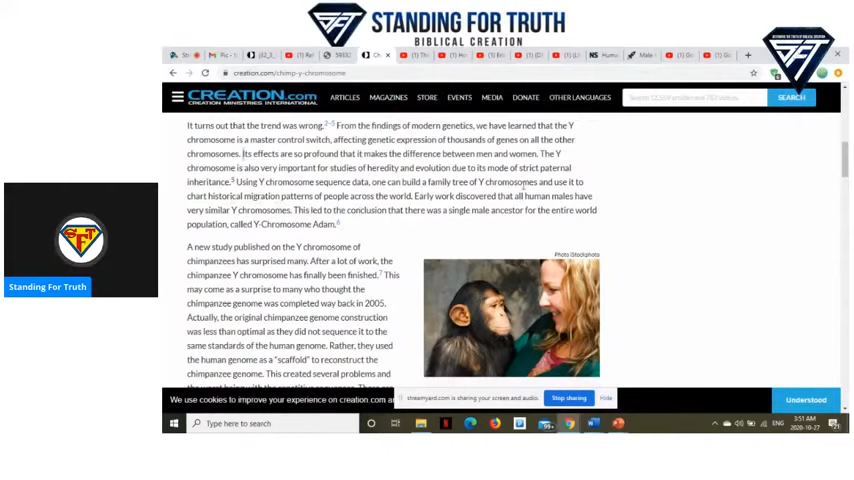 STANDING FOR TRUTH
BIBLICAL CREATION
SFT
creation.com/chimp-y-chromosome
CREATION.com
CREATION MINISTRIES INTERNATIONAL
ARTICLES MAGAZINES STORE EVENTS MEDIA DONATE OTHER LANGUAGES
SEARCH
It turns out that the trend was wrong.2–5 From the findings of modern genetics, we have learned that the Y
chromosome is a master control switch, affecting genetic expression of thousands of genes on all the other
chromosomes. Its effects are so profound that it makes the difference between men and women. The Y
chromosome is also very important for studies of heredity and evolution due to its mode of strict paternal
inheritance.5 Using Y chromosome sequence data, one can build a family tree of Y chromosomes and use it to
chart historical migration patterns of people across the world. Early work discovered that all human males have
very similar Y chromosomes. This led to the conclusion that there was a single male ancestor for the entire world
population, called Y-Chromosome Adam.6
A new study published on the Y chromosome of
chimpanzees has surprised many. After a lot of work, the
chimpanzee Y chromosome has finally been finished.7 This
may come as a surprise to many who thought the
chimpanzee genome was completed way back in 2005.
Actually, the original chimpanzee genome construction
was less than optimal as they did not sequence it to the
same standards of the human genome. Rather, they used
the human genome as a "scaffold" to reconstruct the
chimpanzee genome. This created several problems and
Photo iStockphoto
SFT
Standing For Truth
We use cookies to improve your experience on creation.com
streamyard.com is sharing your screen and audio.
Stop sharing
Hide
Understood
Type here to search
99+
ENG
3:51 AM
2020-10-27
21